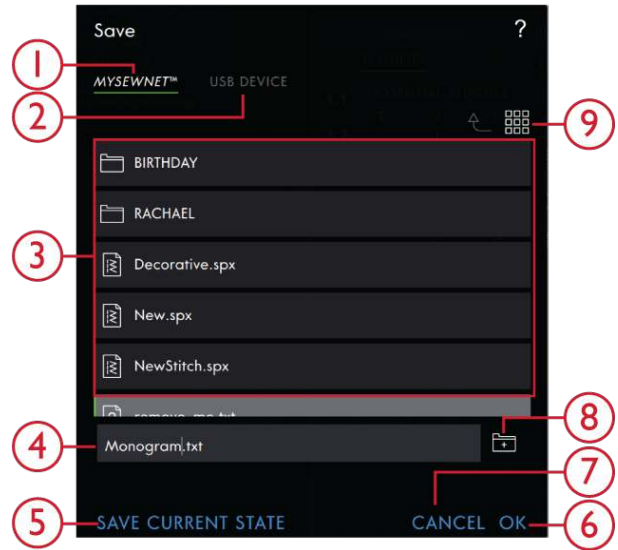 Save ?
1
MYSEWNET™ USB DEVICE
2
9
BIRTHDAY
RACHAEL
3
Decorative.spx
New.spx
NewStitch.spx
8
4
Monogram.txt
7
5
SAVE CURRENT STATE CANCEL OK
6